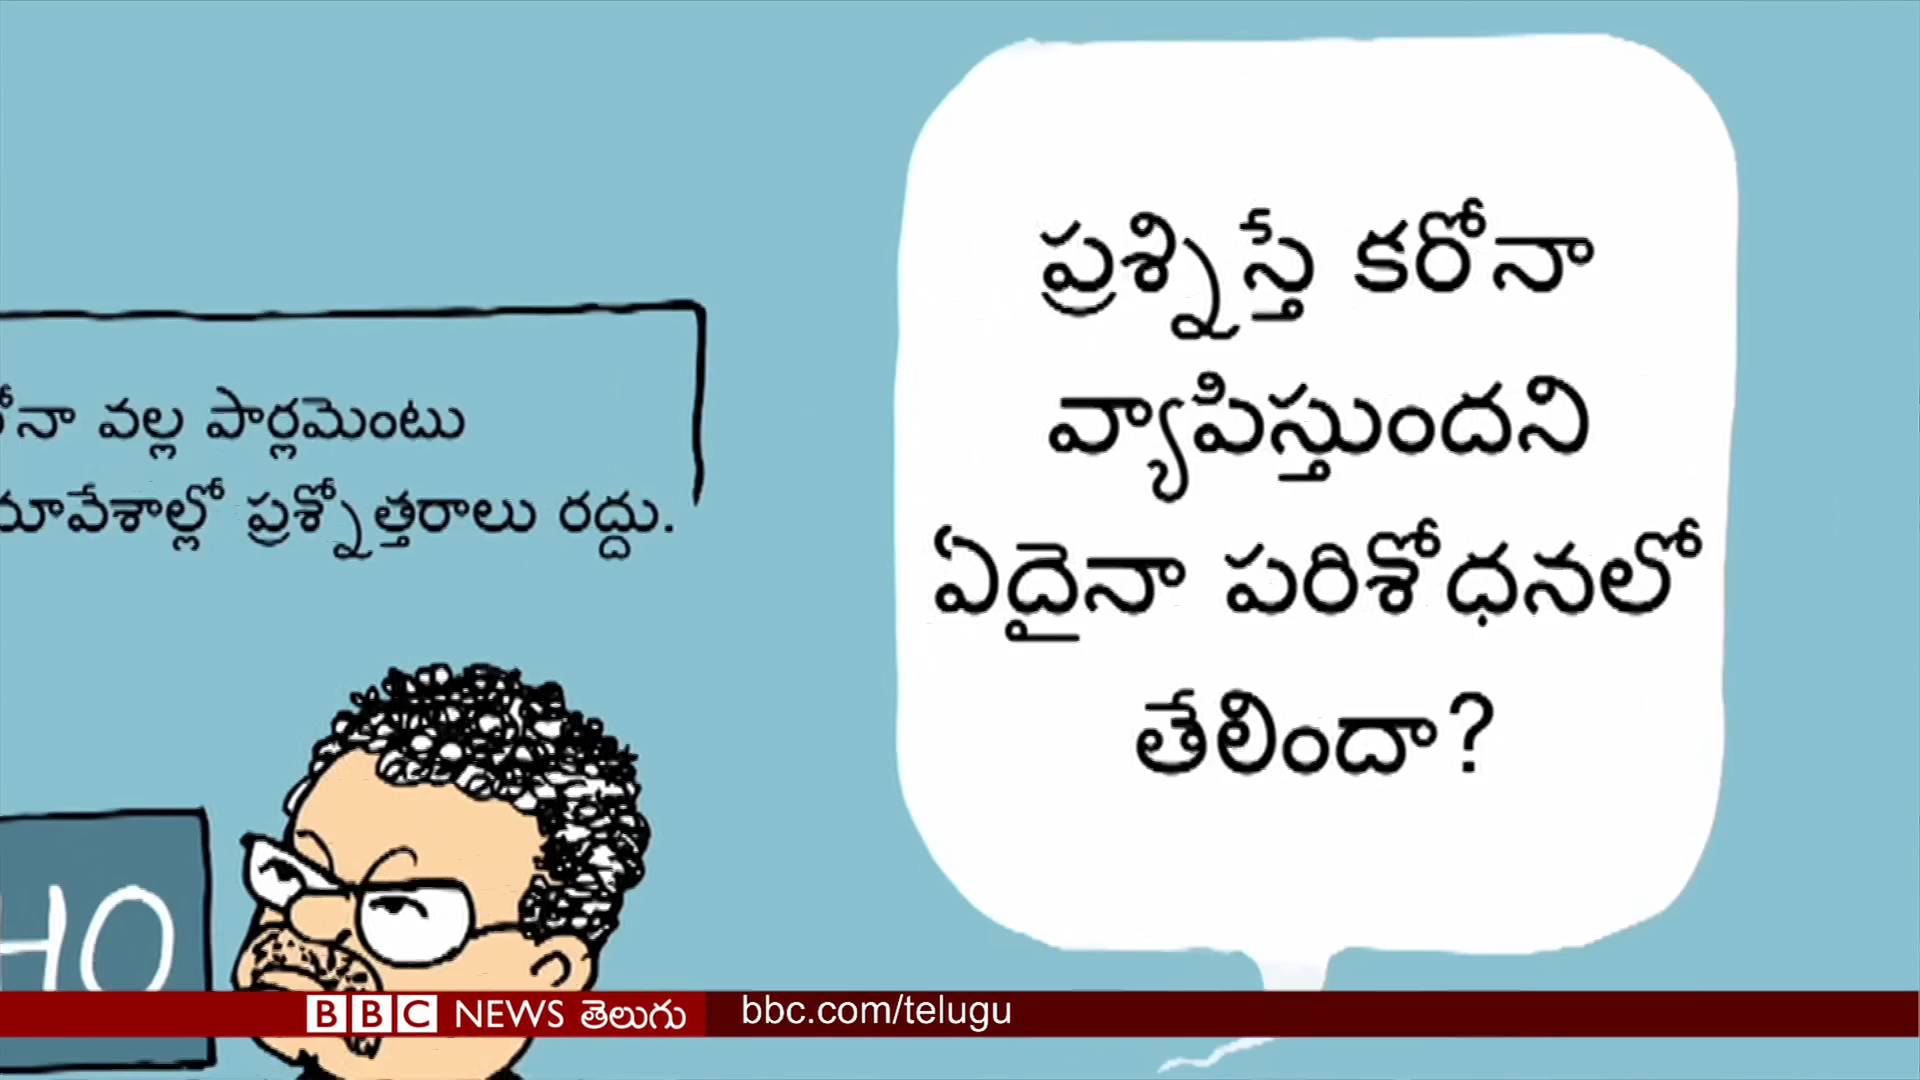 వల్ల పార్లమెంటు
ప్రశ్నోత్తరాలు రద్దు.
ప్రశ్నిస్తే కరోనా
వ్యాపిస్తుందని
ఏదైనా పరిశోధనలో
తేలిందా?
HO
BBC NEWS తెలుగు bbc.com/telugu